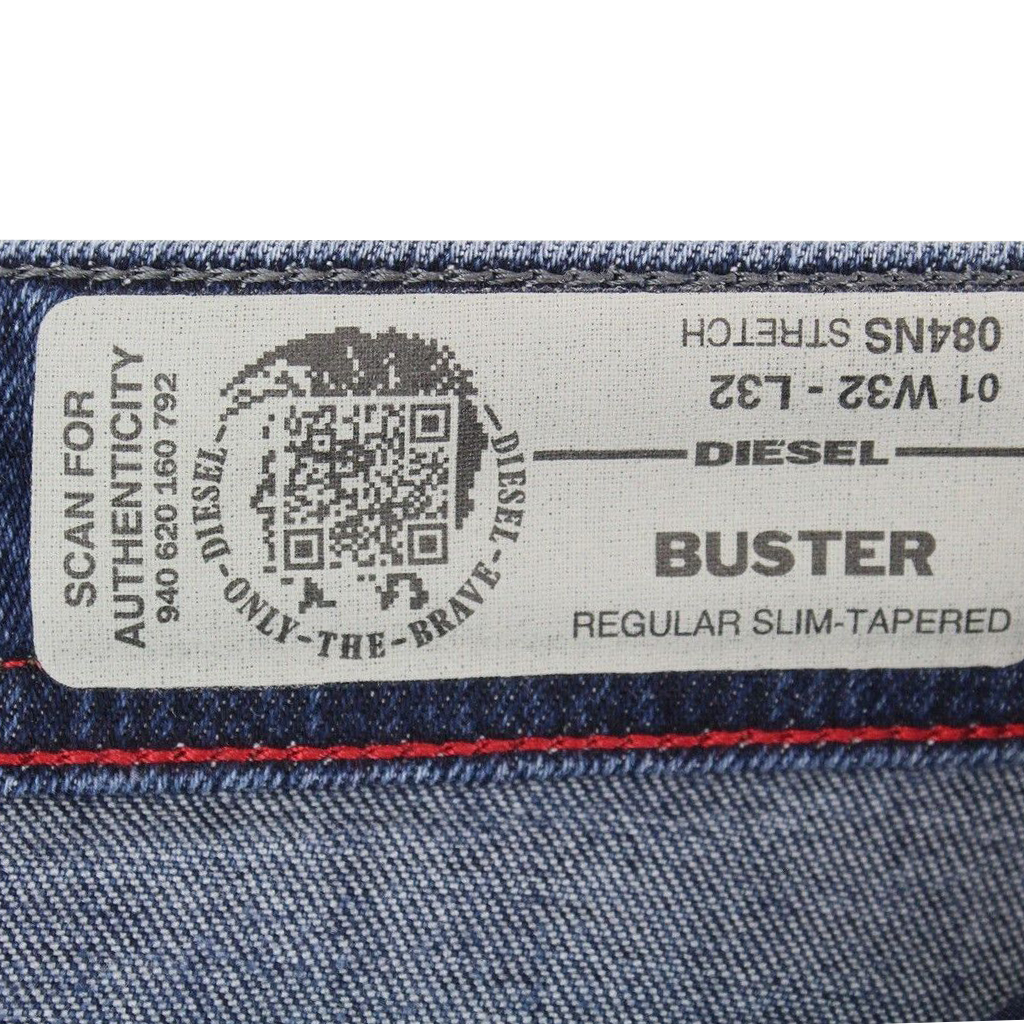 SCAN FOR
AUTHENTICITY
940 620 160 792
DIESEL-ONLY-THE-BRAVE-DIESEL
084NS STRETCH
01 W32 - L32
DIESEL
BUSTER
REGULAR SLIM-TAPERED